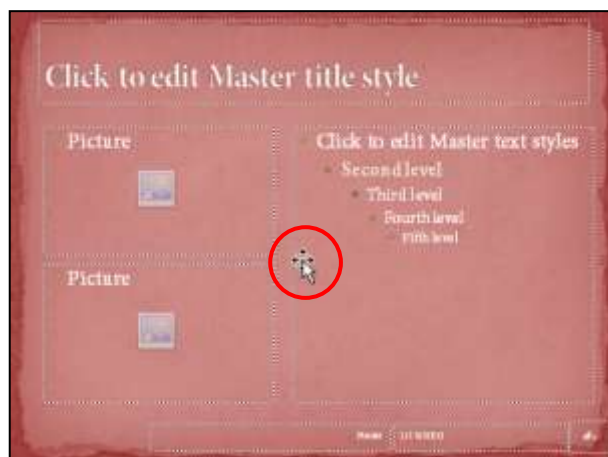 Click to edit Master title style
Picture
Picture
Click to edit Master text styles
Second level
Third level
Fourth level
Fifth level